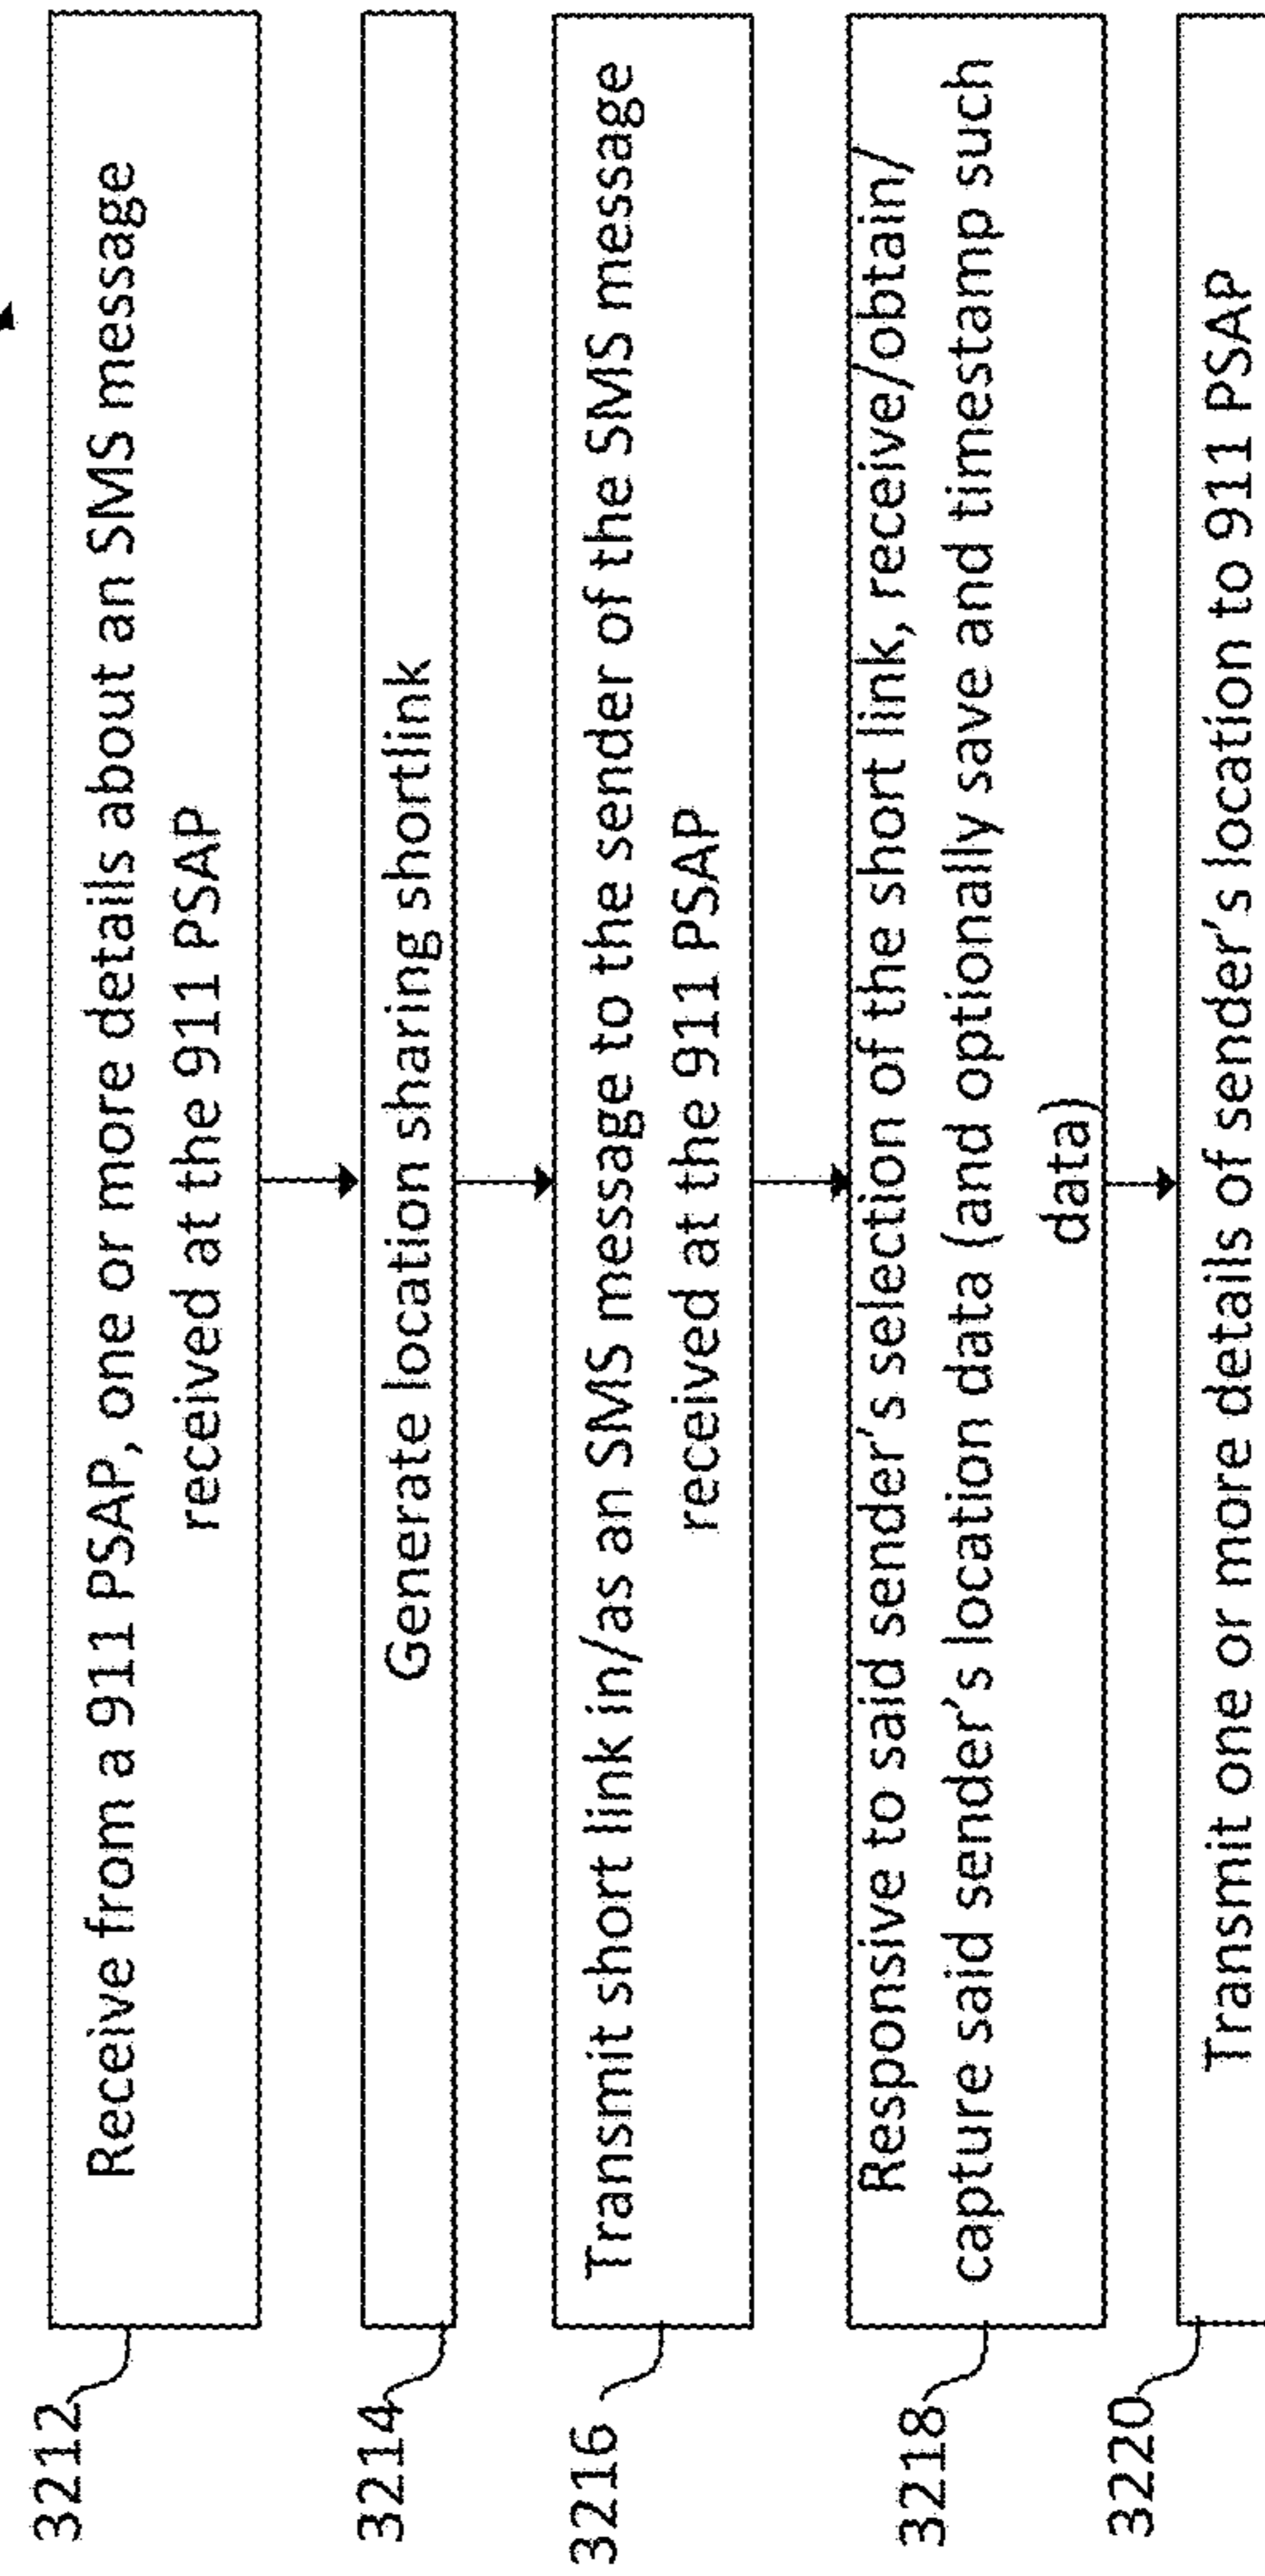 3212
Receive from a 911 PSAP, one or more details about an SMS message
received at the 911 PSAP
3214
Generate location sharing shortlink
3216
Transmit short link in/as an SMS message to the sender of the SMS message
received at the 911 PSAP
3218
Responsive to said sender's selection of the short link, receive/obtain/
capture said sender's location data (and optionally save and timestamp such
data)
3220
Transmit one or more details of sender's location to 911 PSAP